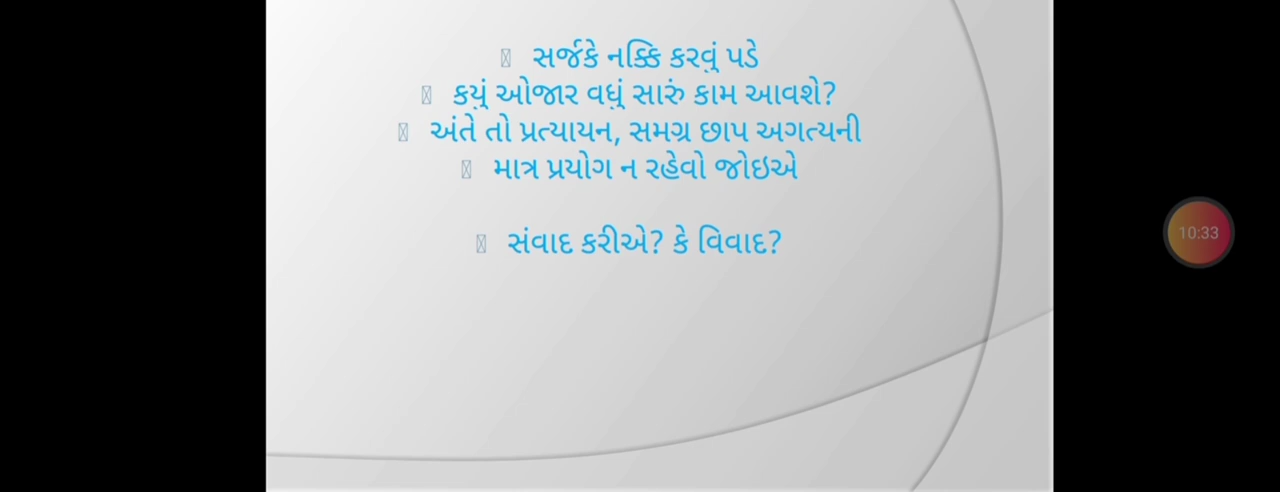 સર્જકે નક્કિ કરવું પડે
કયું ઓજાર વધું સારું કામ આવશે?
અંતે તો પ્રત્યાયન, સમગ્ર છાપ અગત્યની
માત્ર પ્રયોગ ન રહેવો જોઇએ
સંવાદ કરીએ? કે વિવાદ?
10:33